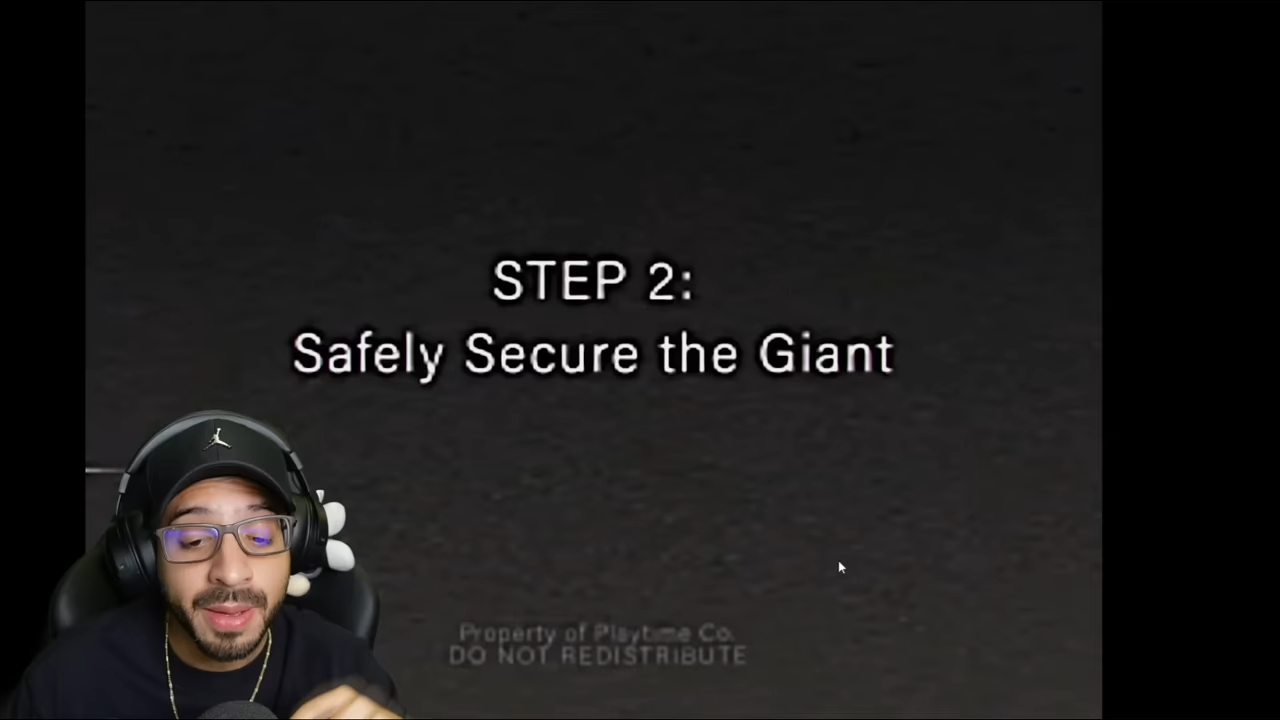 STEP 2:
Safely Secure the Giant
Property of Playtime Co.
DO NOT REDISTRIBUTE